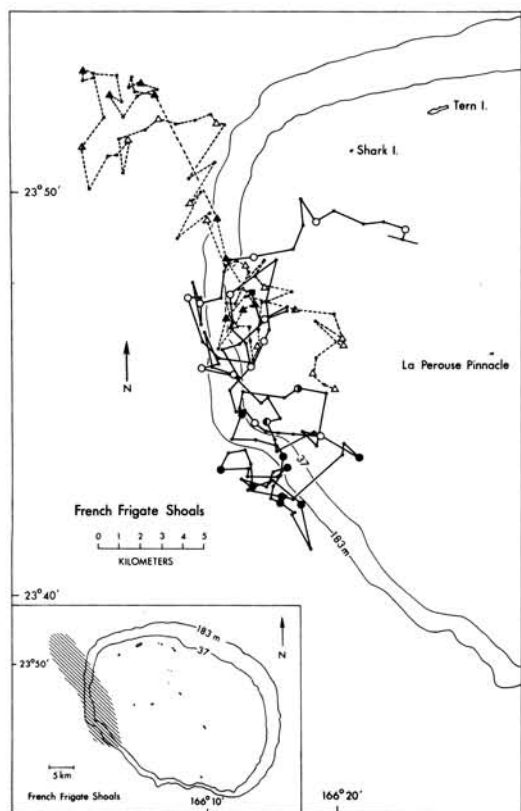 Tern I.
Shark I.
23°50'
N
La Perouse Pinnacle
37
183 m
French Frigate Shoals
0 1 2 3 4 5
KILOMETERS
23°40'
183 m
37
N
23°50'
5 km
166°10'
166°20'
French Frigate Shoals